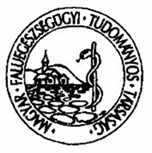 MAGYAR · FALUEGÉSZSÉGÜGYI · TUDOMÁNYOS · TÁRSASÁG ·